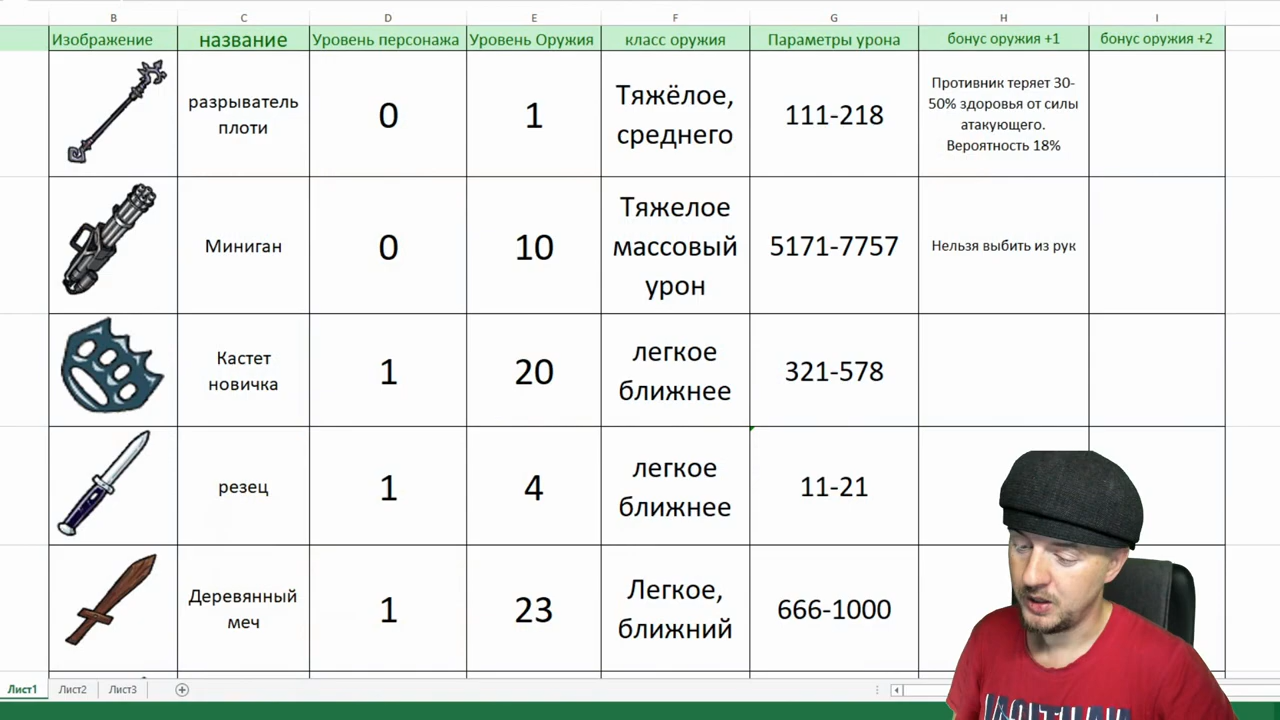 B C D E F G H I
Изображение название Уровень персонажа Уровень Оружия класс оружия Параметры урона бонус оружия +1 бонус оружия +2
разрыватель
плоти
0
1
Тяжёлое,
среднего
111-218
Противник теряет 30-
50% здоровья от силы
атакующего.
Вероятность 18%
Миниган
0
10
Тяжелое
массовый
урон
5171-7757
Нельзя выбить из рук
Кастет
новичка
1
20
легкое
ближнее
321-578
резец
1
4
легкое
ближнее
11-21
Деревянный
меч
1
23
Легкое,
ближний
666-1000
Лист1 Лист2 Лист3